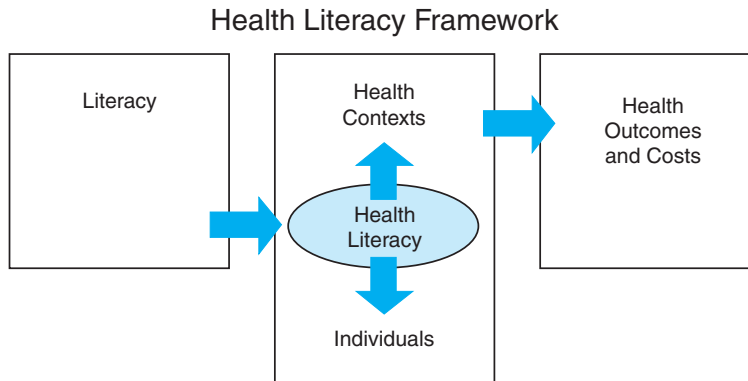 Health Literacy Framework
Literacy
Health
Contexts
Health
Literacy
Individuals
Health
Outcomes
and Costs